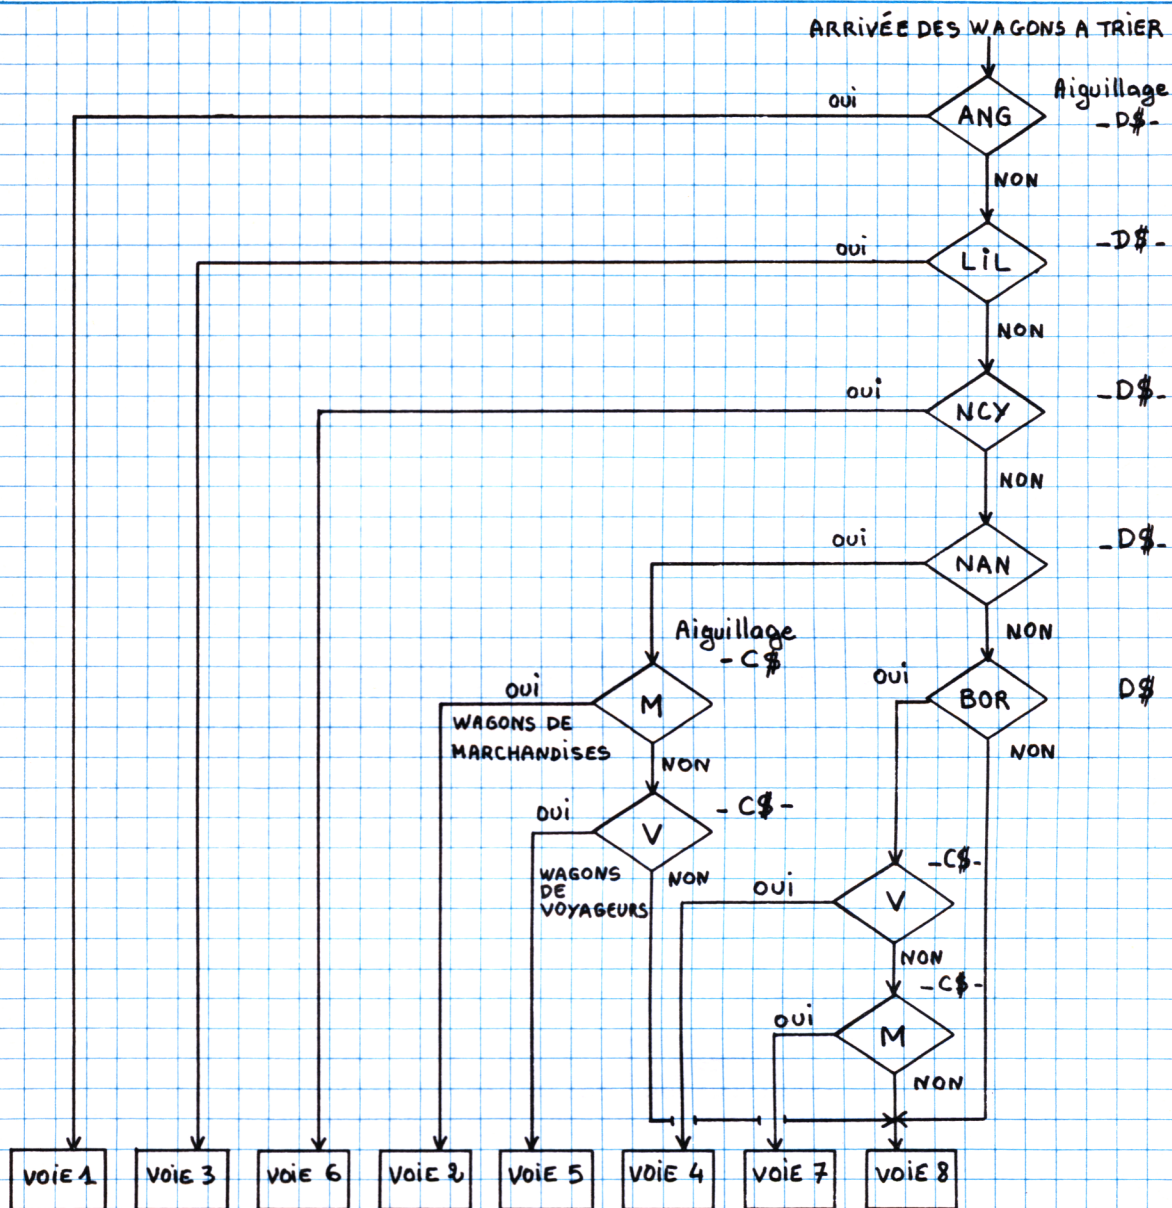 ARRIVÉE DES WAGONS A TRIER
Aiguillage
oui
ANG
-D$-
NON
oui
LiL
-D$-
NON
oui
NCY
-D$-
NON
oui
NAN
-D$-
NON
Aiguillage
-C$
oui
M
WAGONS DE
MARCHANDISES
NON
oui
BOR
D$
NON
oui
V
-C$-
WAGONS
DE
VOYAGEURS
NON
oui
V
-C$-
NON
oui
M
-C$-
NON
VOiE 1
VOiE 3
VOiE 6
VOiE 2
VOiE 5
VOiE 4
VOiE 7
VOiE 8